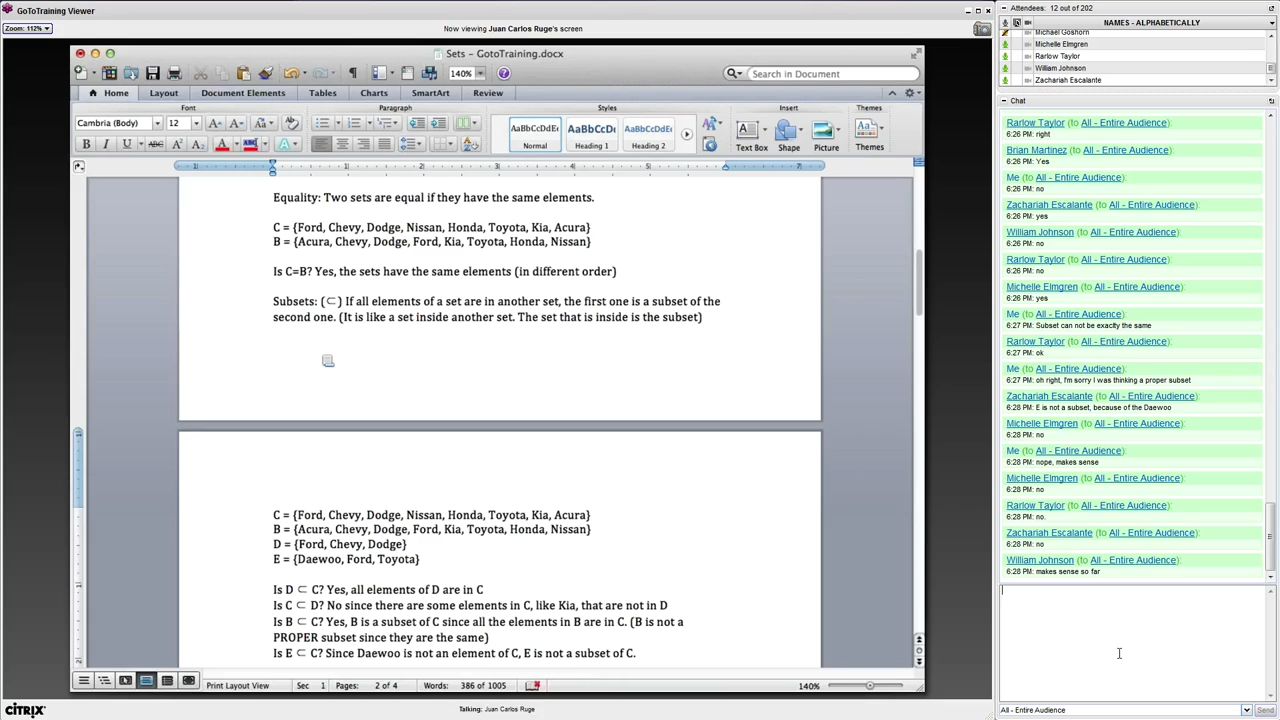 GoToTraining Viewer
Zoom: 112%
Now viewing Juan Carlos Ruge's screen
Sets – GotoTraining.docx
140%
Search in Document
Home Layout Document Elements Tables Charts SmartArt Review
Font Paragraph Styles Insert Themes
Cambria (Body) 12
AaBbCcDdEe AaBbCcDc AaBbCcDdEe
Normal Heading 1 Heading 2
Text Box Shape Picture Themes
Equality: Two sets are equal if they have the same elements.
C = {Ford, Chevy, Dodge, Nissan, Honda, Toyota, Kia, Acura}
B = {Acura, Chevy, Dodge, Ford, Kia, Toyota, Honda, Nissan}
Is C=B? Yes, the sets have the same elements (in different order)
Subsets: (⊂) If all elements of a set are in another set, the first one is a subset of the
second one. (It is like a set inside another set. The set that is inside is the subset)
C = {Ford, Chevy, Dodge, Nissan, Honda, Toyota, Kia, Acura}
B = {Acura, Chevy, Dodge, Ford, Kia, Toyota, Honda, Nissan}
D = {Ford, Chevy, Dodge}
E = {Daewoo, Ford, Toyota}
Is D ⊂ C? Yes, all elements of D are in C
Is C ⊂ D? No since there are some elements in C, like Kia, that are not in D
Is B ⊂ C? Yes, B is a subset of C since all the elements in B are in C. (B is not a
PROPER subset since they are the same)
Is E ⊂ C? Since Daewoo is not an element of C, E is not a subset of C.
Print Layout View Sec 1 Pages: 2 of 4 Words: 386 of 1005 140%
CITRIX
Talking: Juan Carlos Ruge
Attendees: 12 out of 202
NAMES - ALPHABETICALLY
Michael Goshorn
Michelle Elmgren
Rarlow Taylor
William Johnson
Zachariah Escalante
Chat
Rarlow Taylor (to All - Entire Audience):
6:26 PM: right
Brian Martinez (to All - Entire Audience):
6:26 PM: Yes
Me (to All - Entire Audience):
6:26 PM: no
Zachariah Escalante (to All - Entire Audience):
6:26 PM: yes
William Johnson (to All - Entire Audience):
6:26 PM: no
Rarlow Taylor (to All - Entire Audience):
6:26 PM: no
Michelle Elmgren (to All - Entire Audience):
6:26 PM: yes
Me (to All - Entire Audience):
6:27 PM: Subset can not be exaclty the same
Rarlow Taylor (to All - Entire Audience):
6:27 PM: ok
Me (to All - Entire Audience):
6:27 PM: oh right, I'm sorry I was thinking a proper subset
Zachariah Escalante (to All - Entire Audience):
6:28 PM: E is not a subset, because of the Daewoo
Michelle Elmgren (to All - Entire Audience):
6:28 PM: no
Me (to All - Entire Audience):
6:28 PM: nope, makes sense
Michelle Elmgren (to All - Entire Audience):
6:28 PM: no
Rarlow Taylor (to All - Entire Audience):
6:28 PM: no.
Zachariah Escalante (to All - Entire Audience):
6:28 PM: no
William Johnson (to All - Entire Audience):
6:28 PM: makes sense so far
All - Entire Audience
Send